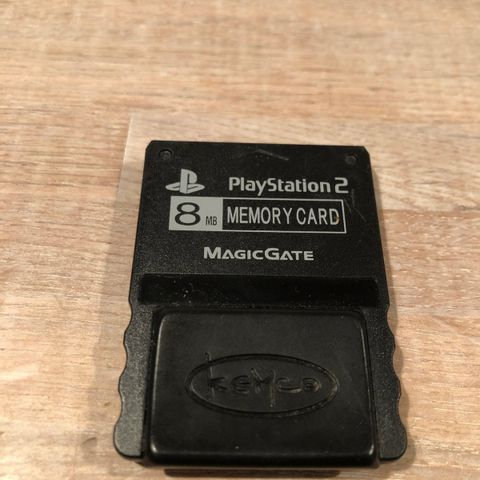 PlayStation 2
8 MB MEMORY CARD
MAGICGATE
Kemco